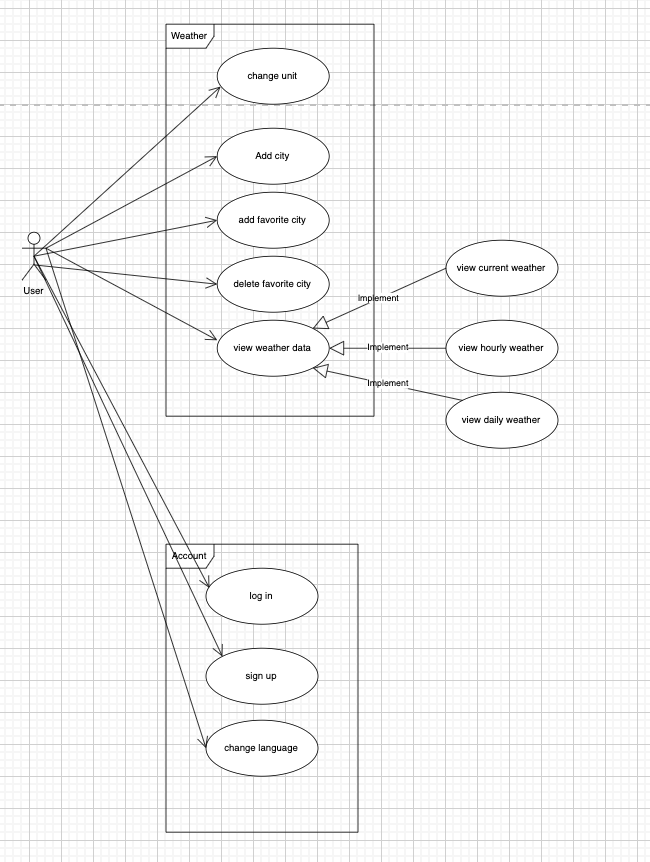 Weather
change unit
Add city
add favorite city
delete favorite city
view weather data
User
view current weather
Implement
view hourly weather
Implement
view daily weather
Implement
Account
log in
sign up
change language